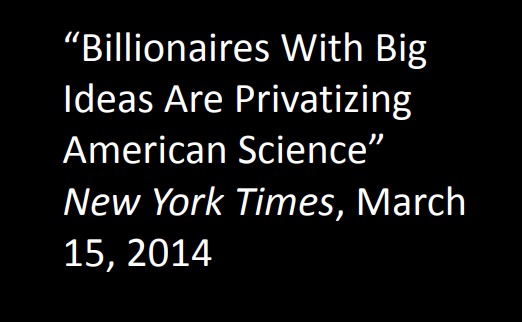 “Billionaires With Big
Ideas Are Privatizing
American Science”
New York Times, March
15, 2014